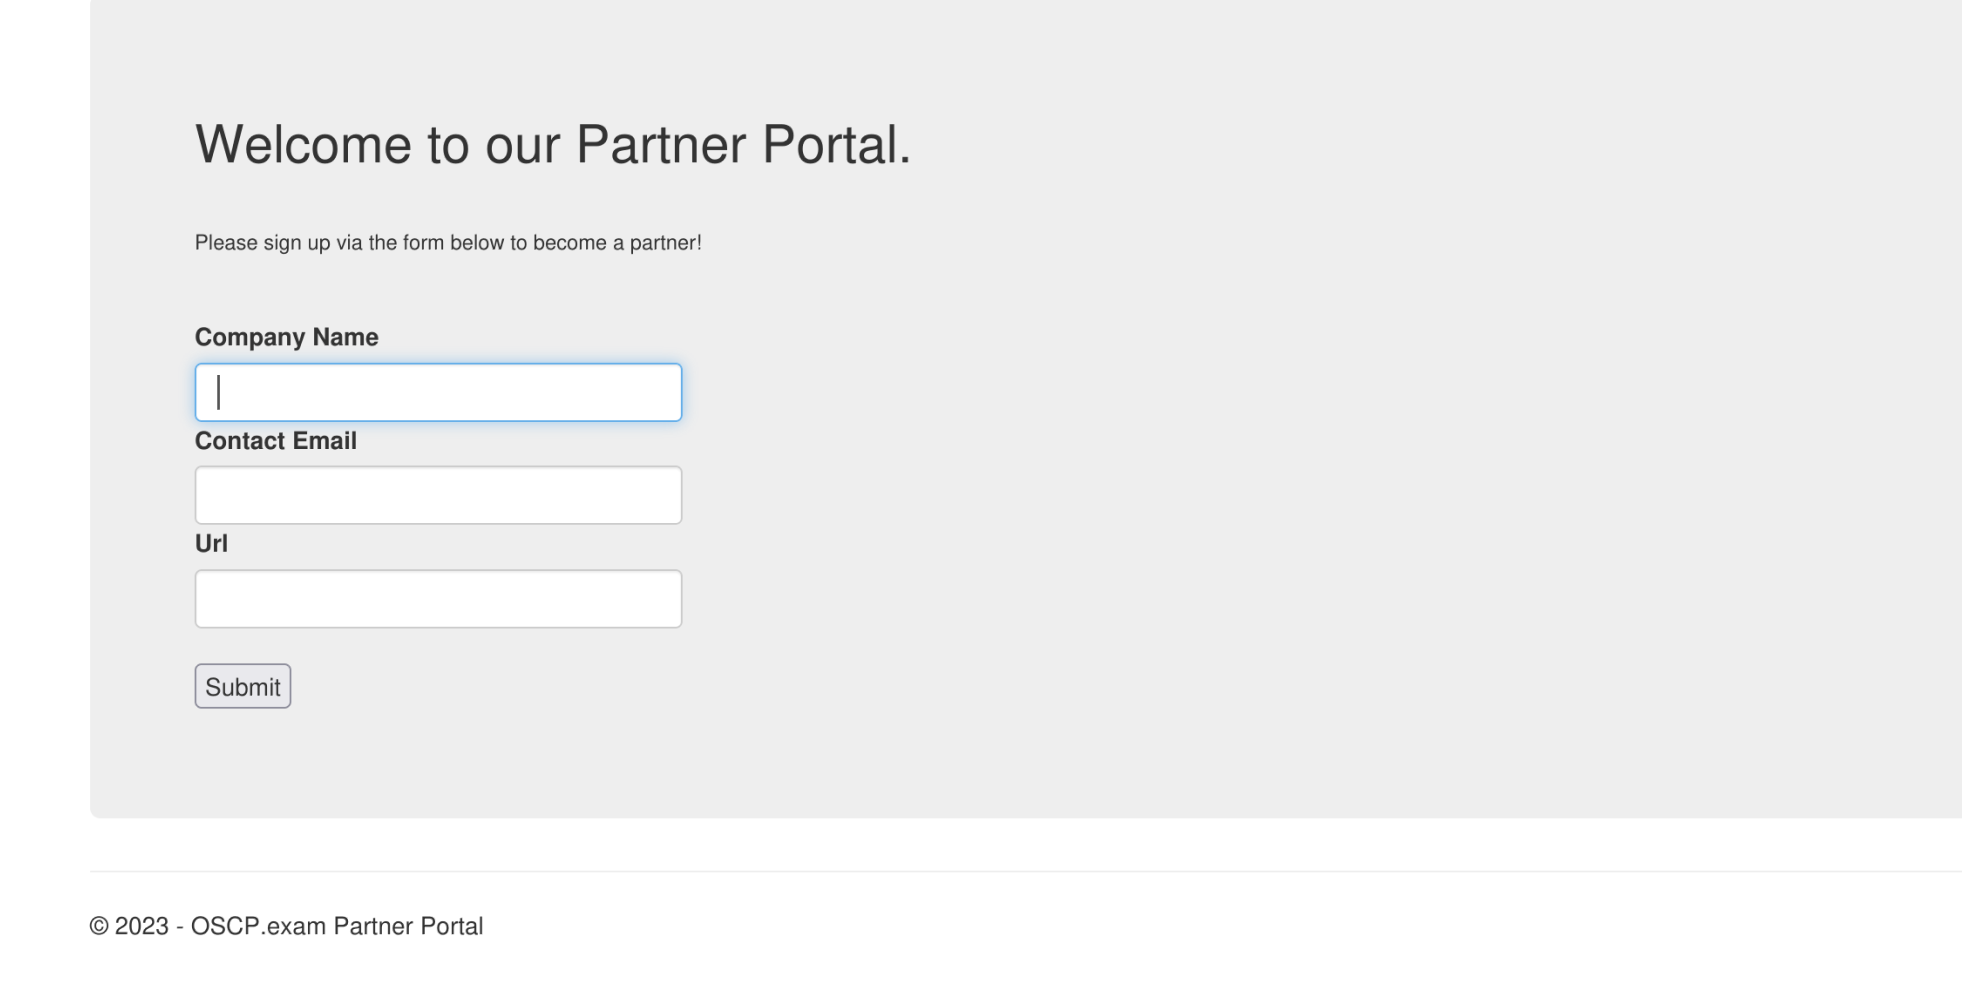 Welcome to our Partner Portal.
Please sign up via the form below to become a partner!
Company Name
Contact Email
Url
Submit
© 2023 - OSCP.exam Partner Portal